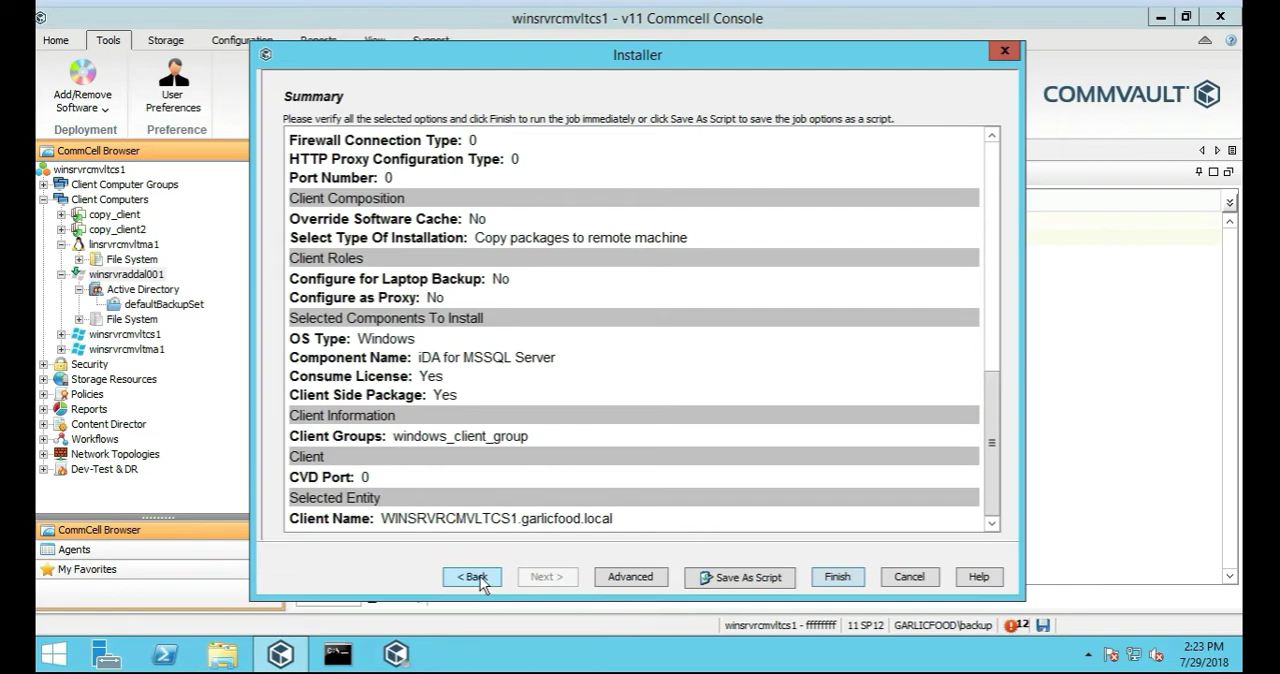 winsrvrcmvltcs1 - v11 Commcell Console
Home
Tools
Storage
Installer
Add/Remove
Software
Deployment
User
Preferences
Preference
COMMVAULT
CommCell Browser
winsrvrcmvltcs1
Client Computer Groups
Client Computers
copy_client
copy_client2
linsrvrcmvltma1
File System
winsrvraddal001
Active Directory
defaultBackupSet
File System
winsrvrcmvltcs1
winsrvrcmvltma1
Security
Storage Resources
Policies
Reports
Content Director
Workflows
Network Topologies
Dev-Test & DR
CommCell Browser
Agents
My Favorites
Summary
Please verify all the selected options and click Finish to run the job immediately or click Save As Script to save the job options as a script.
Firewall Connection Type: 0
HTTP Proxy Configuration Type: 0
Port Number: 0
Client Composition
Override Software Cache: No
Select Type Of Installation: Copy packages to remote machine
Client Roles
Configure for Laptop Backup: No
Configure as Proxy: No
Selected Components To Install
OS Type: Windows
Component Name: iDA for MSSQL Server
Consume License: Yes
Client Side Package: Yes
Client Information
Client Groups: windows_client_group
Client
CVD Port: 0
Selected Entity
Client Name: WINSRVRCMVLTCS1.garlicfood.local
< Back
Next >
Advanced
Save As Script
Finish
Cancel
Help
winsrvrcmvltcs1 - ffffffff
11 SP12
GARLICFOOD\backup
12
2:23 PM
7/29/2018